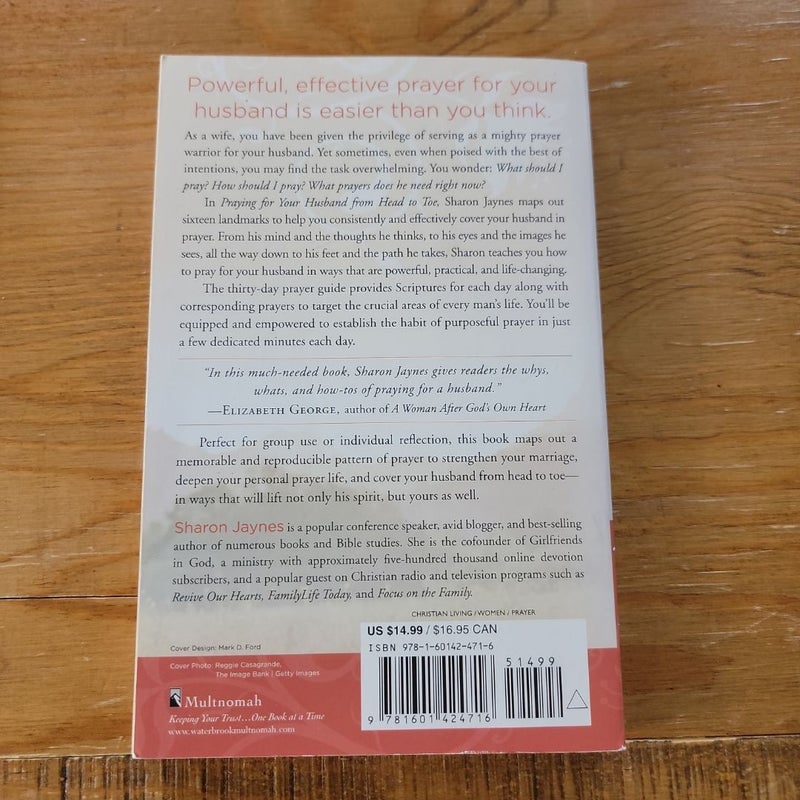 Powerful, effective prayer for your
husband is easier than you think.
As a wife, you have been given the privilege of serving as a mighty prayer
warrior for your husband. Yet sometimes, even when poised with the best of
intentions, you may find the task overwhelming. You wonder: What should I
pray? How should I pray? What prayers does he need right now?
In Praying for Your Husband from Head to Toe, Sharon Jaynes maps out
sixteen landmarks to help you consistently and effectively cover your husband in
prayer. From his mind and the thoughts he thinks, to his eyes and the images he
sees, all the way down to his feet and the path he takes, Sharon teaches you how
to pray for your husband in ways that are powerful, practical, and life-changing.
The thirty-day prayer guide provides Scriptures for each day along with
corresponding prayers to target the crucial areas of every man's life. You'll be
equipped and empowered to establish the habit of purposeful prayer in just
a few dedicated minutes each day.
"In this much-needed book, Sharon Jaynes gives readers the whys,
whats, and how-tos of praying for a husband."
—ELIZABETH GEORGE, author of A Woman After God's Own Heart
Perfect for group use or individual reflection, this book maps out a
memorable and reproducible pattern of prayer to strengthen your marriage,
deepen your personal prayer life, and cover your husband from head to toe—
in ways that will lift not only his spirit, but yours as well.
Sharon Jaynes is a popular conference speaker, avid blogger, and best-selling
author of numerous books and Bible studies. She is the cofounder of Girlfriends
in God, a ministry with approximately five-hundred thousand online devotion
subscribers, and a popular guest on Christian radio and television programs such as
Revive Our Hearts, FamilyLife Today, and Focus on the Family.
CHRISTIAN LIVING / WOMEN / PRAYER
US $14.99 / $16.95 CAN
ISBN 978-1-60142-471-6
51499
9 781601 424716
Cover Design: Mark D. Ford
Cover Photo: Reggie Casagrande,
The Image Bank | Getty Images
Multnomah
Keeping Your Trust...One Book at a Time
www.waterbrookmultnomah.com